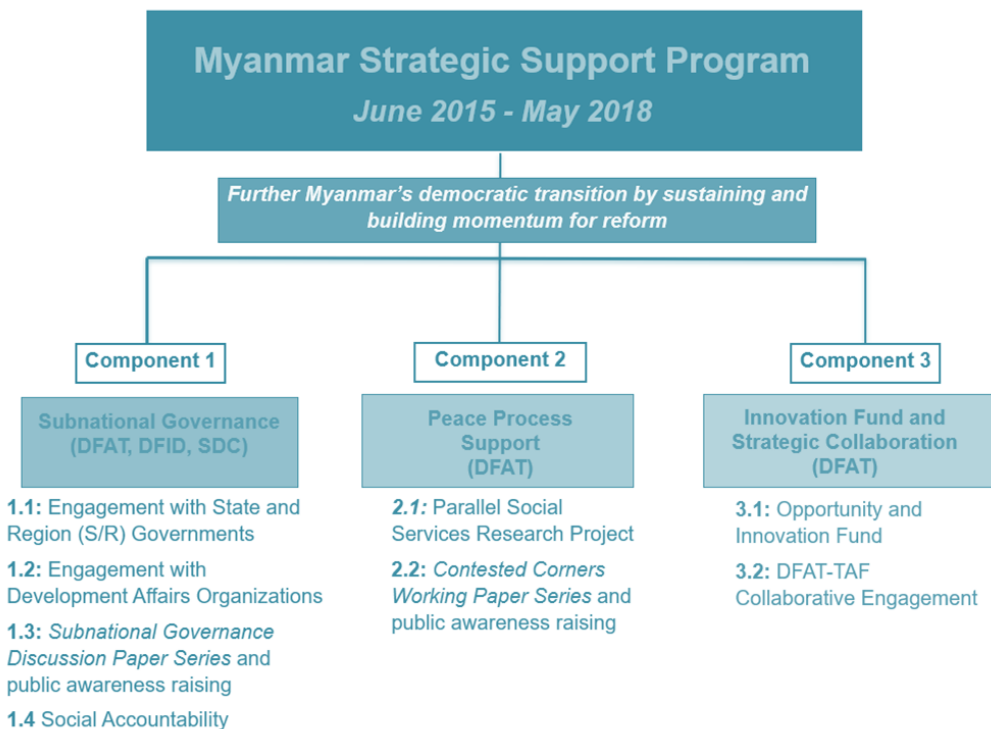 Myanmar Strategic Support Program
June 2015 - May 2018
Further Myanmar's democratic transition by sustaining and
building momentum for reform
Component 1
Subnational Governance
(DFAT, DFID, SDC)
1.1: Engagement with State and
Region (S/R) Governments
1.2: Engagement with
Development Affairs Organizations
1.3: Subnational Governance
Discussion Paper Series and
public awareness raising
1.4 Social Accountability
Component 2
Peace Process
Support
(DFAT)
2.1: Parallel Social
Services Research Project
2.2: Contested Corners
Working Paper Series and
public awareness raising
Component 3
Innovation Fund and
Strategic Collaboration
(DFAT)
3.1: Opportunity and
Innovation Fund
3.2: DFAT-TAF
Collaborative Engagement